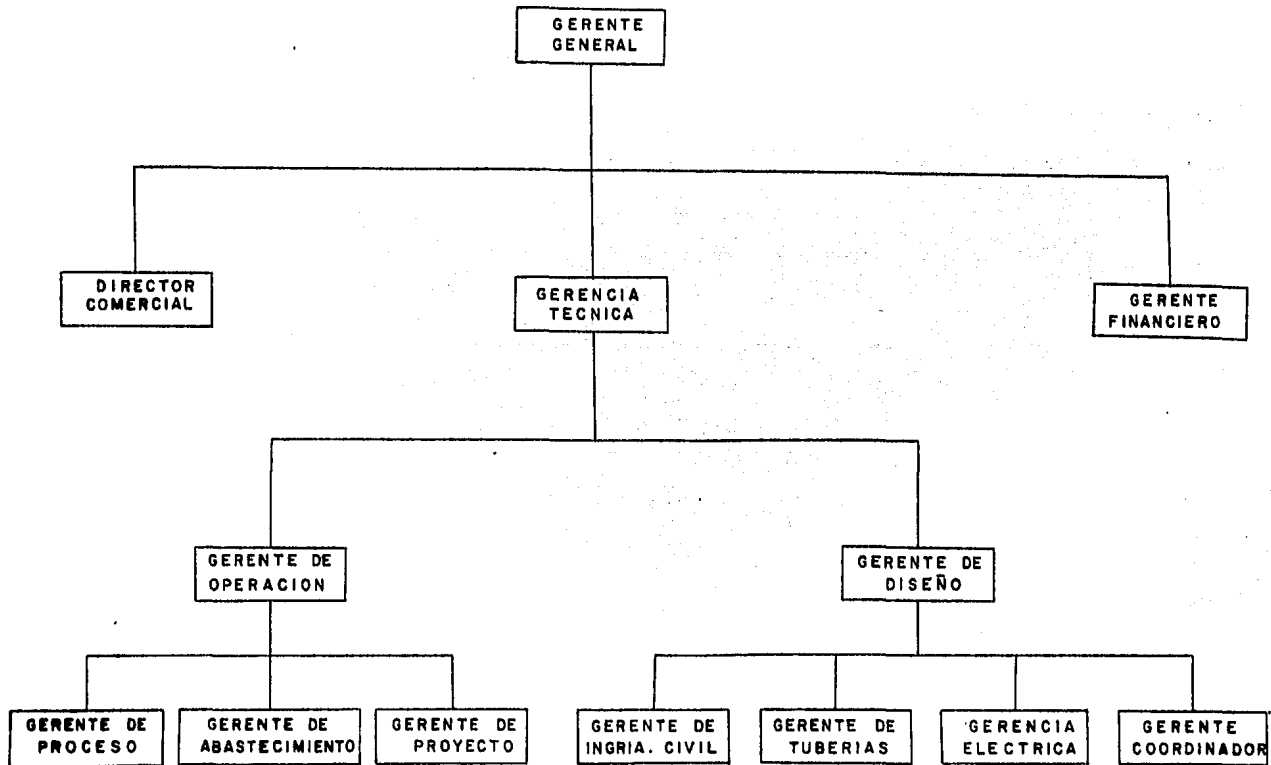 GERENTE
GENERAL
DIRECTOR
COMERCIAL
GERENCIA
TECNICA
GERENTE
FINANCIERO
GERENTE DE
OPERACION
GERENTE DE
DISEÑO
GERENTE DE
PROCESO
GERENTE DE
ABASTECIMIENTO
GERENTE DE
PROYECTO
GERENTE DE
INGRIA. CIVIL
GERENTE DE
TUBERIAS
GERENCIA
ELECTRICA
GERENTE
COORDINADOR